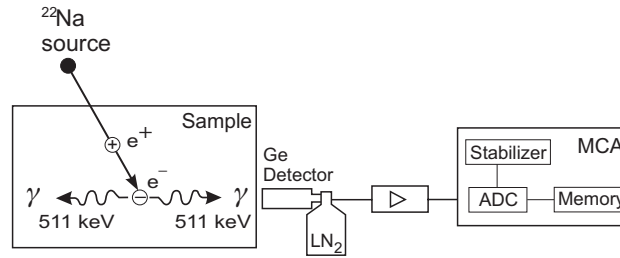 ²²Na
source
Sample
⊕ e⁺
e⁻
⊖
γ
γ
511 keV
511 keV
Ge
Detector
LN₂
MCA
Stabilizer
ADC
Memory